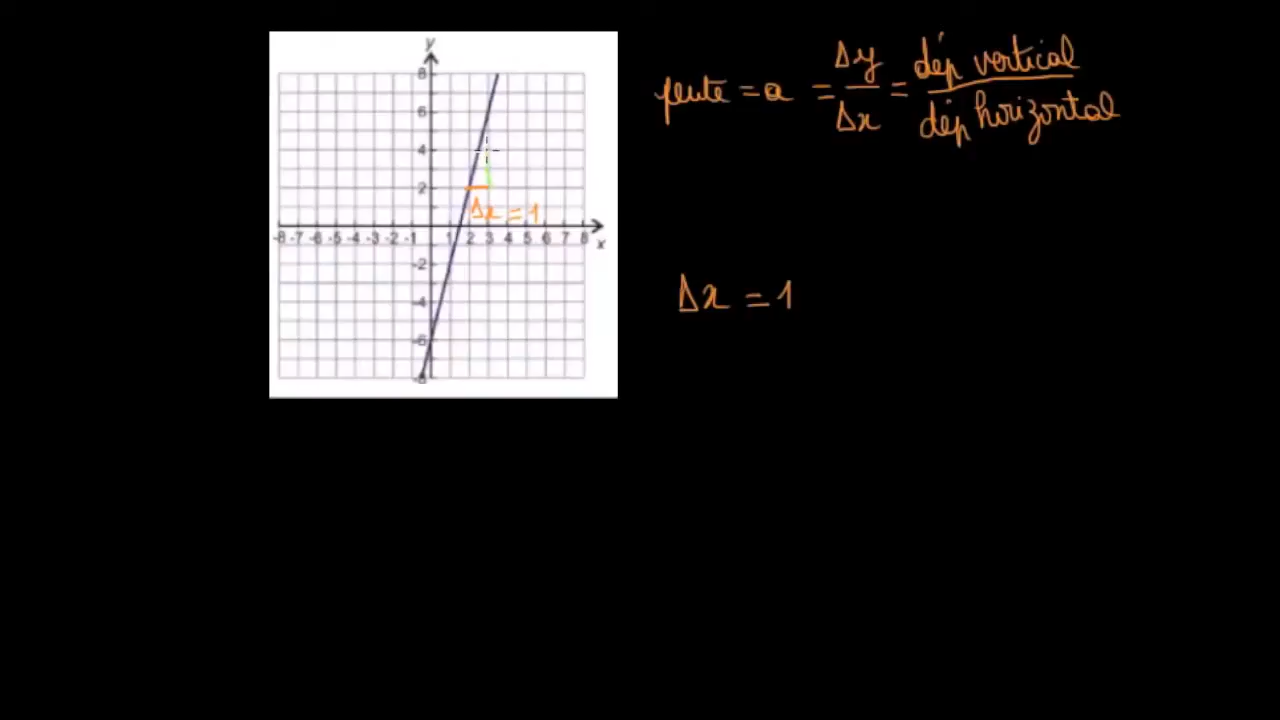 y
8
6
4
2
Δx = 1
-8 -7 -6 -5 -4 -3 -2 -1 1 2 3 4 5 6 7 8 x
-2
-4
-6
-8
pente = a = Δy/Δx = dép vertical/dép horizontal
Δx = 1